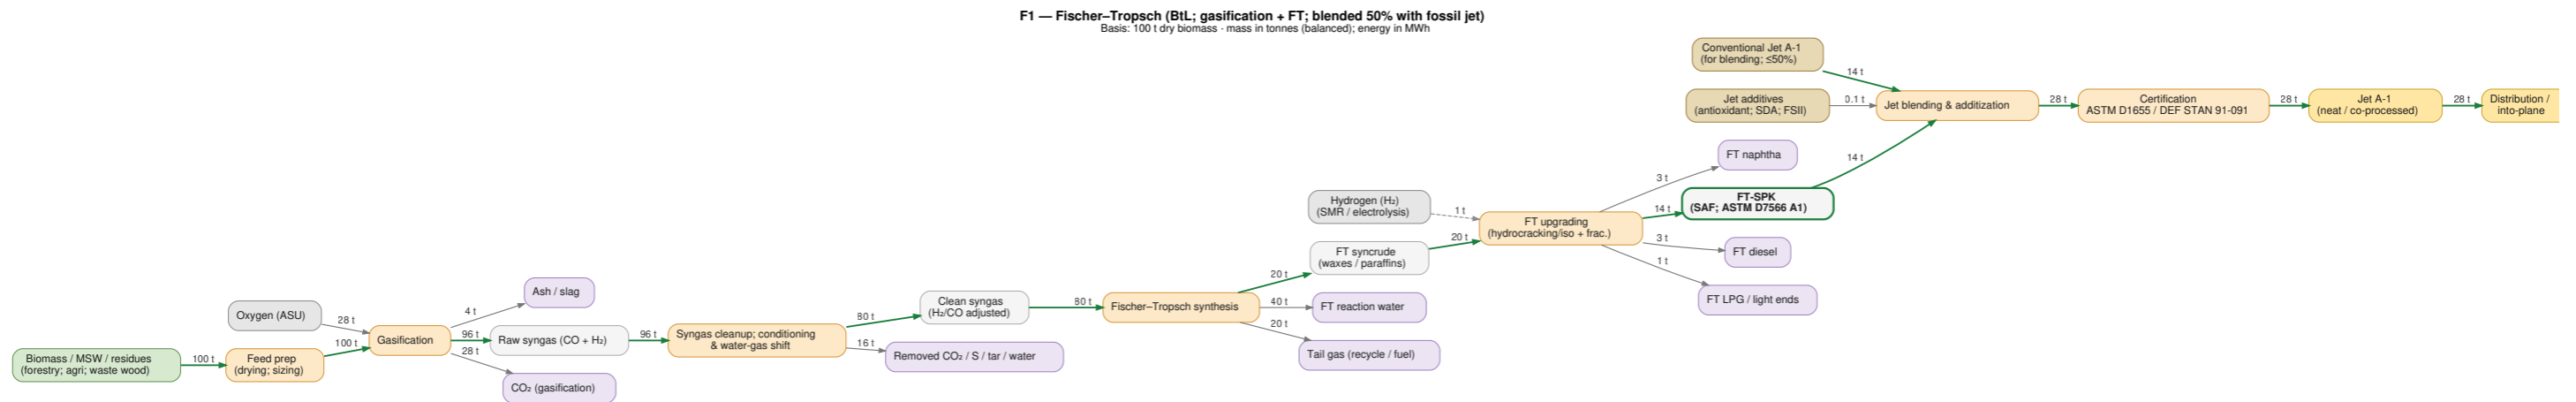 F1 — Fischer–Tropsch (BtL; gasification + FT; blended 50% with fossil jet)
Basis: 100 t dry biomass · mass in tonnes (balanced); energy in MWh
Conventional Jet A-1
(for blending; ≤50%)
14 t
Jet additives
(antioxidant; SDA; FSII)
0.1 t
Jet blending & additization
28 t
Certification
ASTM D1655 / DEF STAN 91-091
28 t
Jet A-1
(neat / co-processed)
28 t
Distribution /
into-plane
14 t
FT naphtha
3 t
Hydrogen (H₂)
(SMR / electrolysis)
1 t
FT upgrading
(hydrocracking/iso + frac.)
14 t
FT-SPK
(SAF; ASTM D7566 A1)
20 t
FT syncrude
(waxes / paraffins)
3 t
FT diesel
1 t
FT LPG / light ends
20 t
Ash / slag
4 t
Oxygen (ASU)
28 t
Clean syngas
(H₂/CO adjusted)
80 t
Fischer–Tropsch synthesis
40 t
FT reaction water
80 t
20 t
Tail gas (recycle / fuel)
100 t
Gasification
96 t
Raw syngas (CO + H₂)
96 t
Syngas cleanup; conditioning
& water-gas shift
16 t
Removed CO₂ / S / tar / water
28 t
Biomass / MSW / residues
(forestry; agri; waste wood)
100 t
Feed prep
(drying; sizing)
CO₂ (gasification)